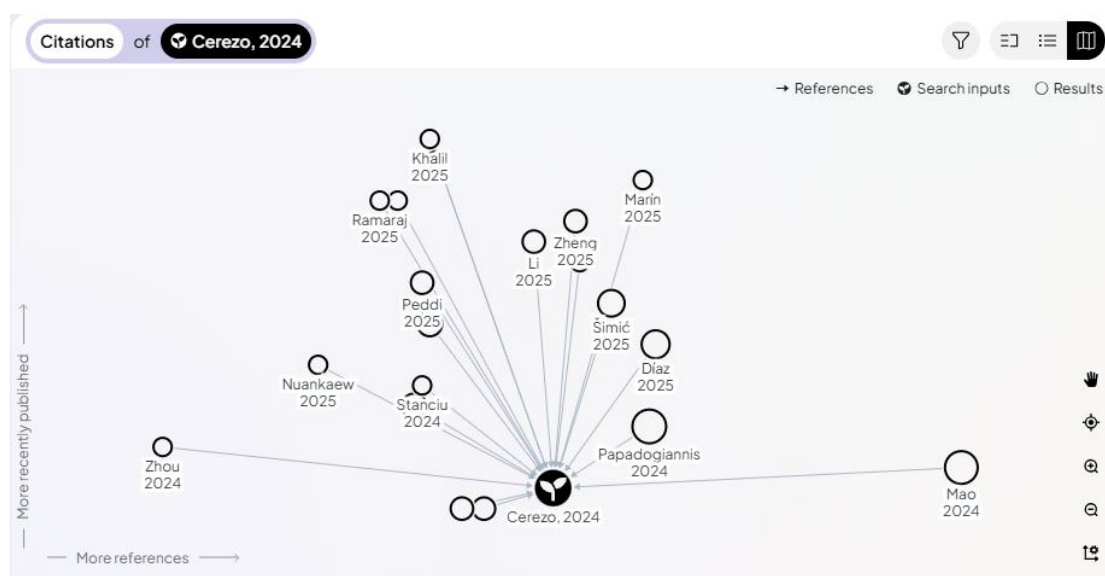 Citations of Cerezo, 2024
→ References Search inputs Results
Khalil
2025
Marín
2025
Ramaraj
2025
Zheng
2025
Li
2025
Peddi
2025
Šimić
2025
Díaz
2025
Nuankaew
2025
Stanciu
2024
Papadogiannis
2024
Zhou
2024
Mao
2024
Cerezo, 2024
More recently published
More references